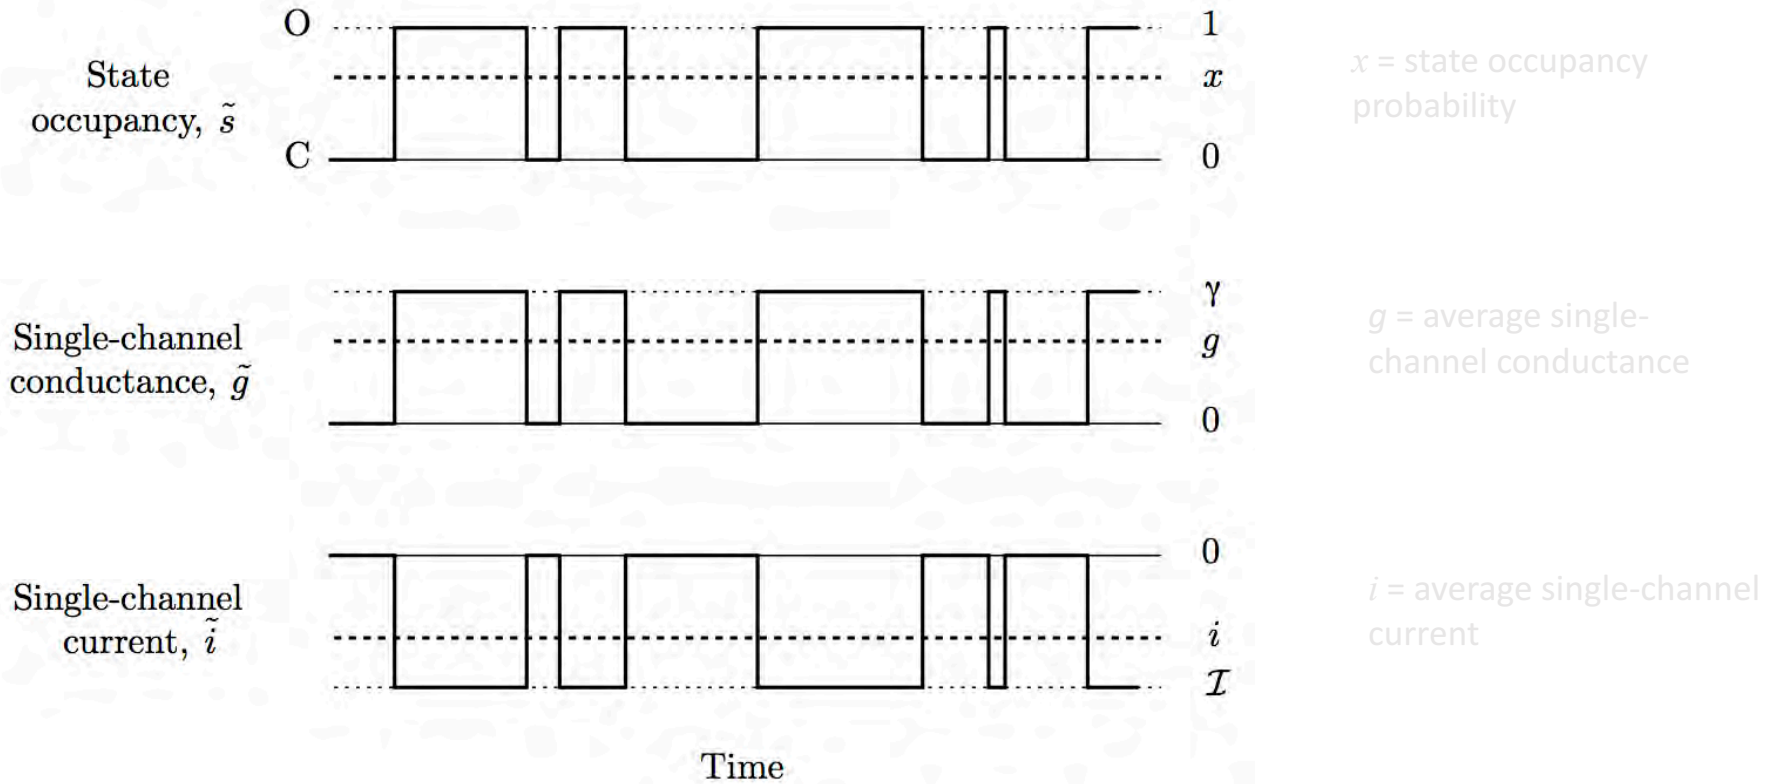 O
1
State
occupancy, s̃
x
C
0
x = state occupancy
probability
γ
Single-channel
conductance, g̃
g
0
g = average single-
channel conductance
0
Single-channel
current, ĩ
i
ℐ
i = average single-channel
current
Time